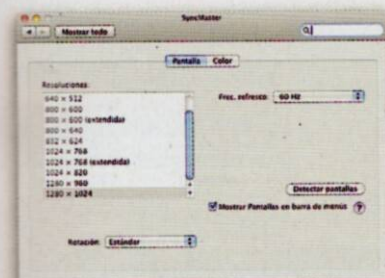 SyncMaster
Mostrar todo
Pantalla Color
Resoluciones:
640 × 512
800 × 600
800 × 600 (extendida)
800 × 640
832 × 624
1024 × 768
1024 × 768 (extendida)
1024 × 820
1280 × 960
1280 × 1024
Frec. refresco: 60 Hz
Detectar pantallas
Mostrar Pantallas en barra de menús ?
Rotación: Estándar